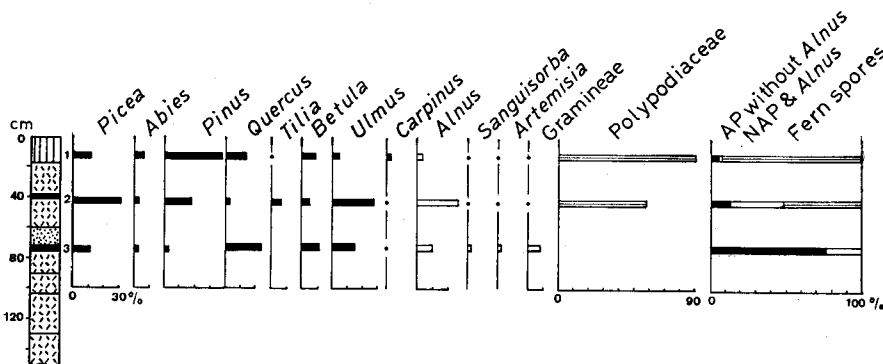 Picea
Abies
Pinus
Quercus
Tilia
Betula
Ulmus
Carpinus
Alnus
Sanguisorba
Artemisia
Gramineae
Polypodiaceae
AP without Alnus
NAP & Alnus
Fern spores
cm
0
40
80
120
1
2
3
0 30%
0 90
0 100%